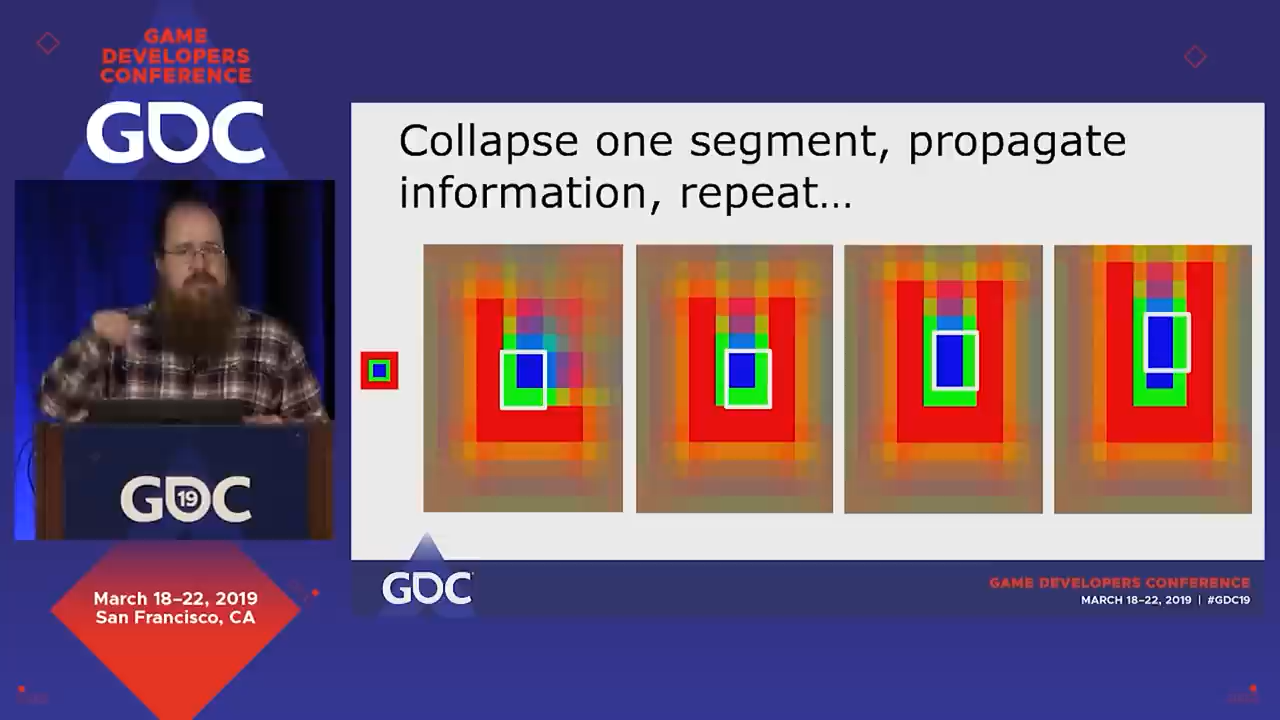 GAME
DEVELOPERS
CONFERENCE
GDC
Collapse one segment, propagate
information, repeat...
GDC
19
March 18–22, 2019
San Francisco, CA
GDC
GAME DEVELOPERS CONFERENCE
MARCH 18–22, 2019 | #GDC19